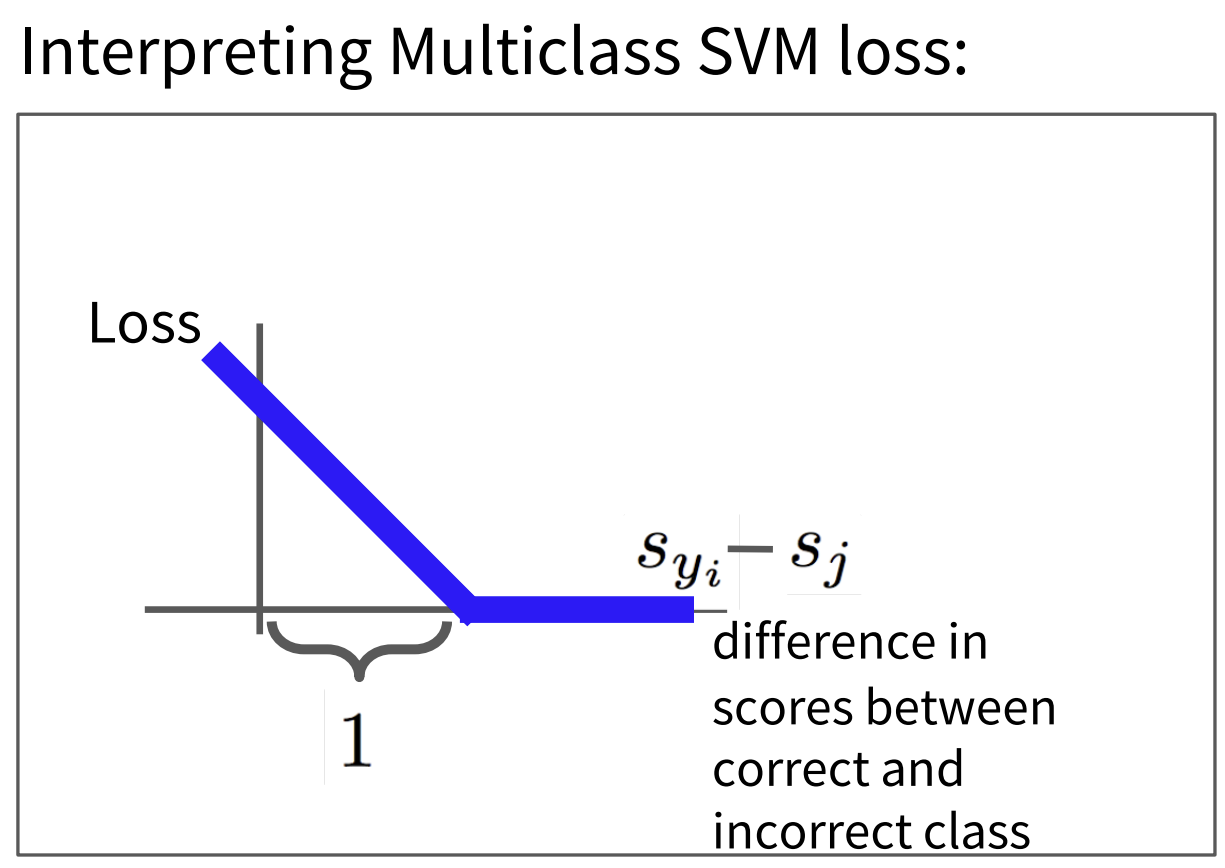 Interpreting Multiclass SVM loss:
Loss
s_{y_i} − s_j
difference in
scores between
correct and
incorrect class
1